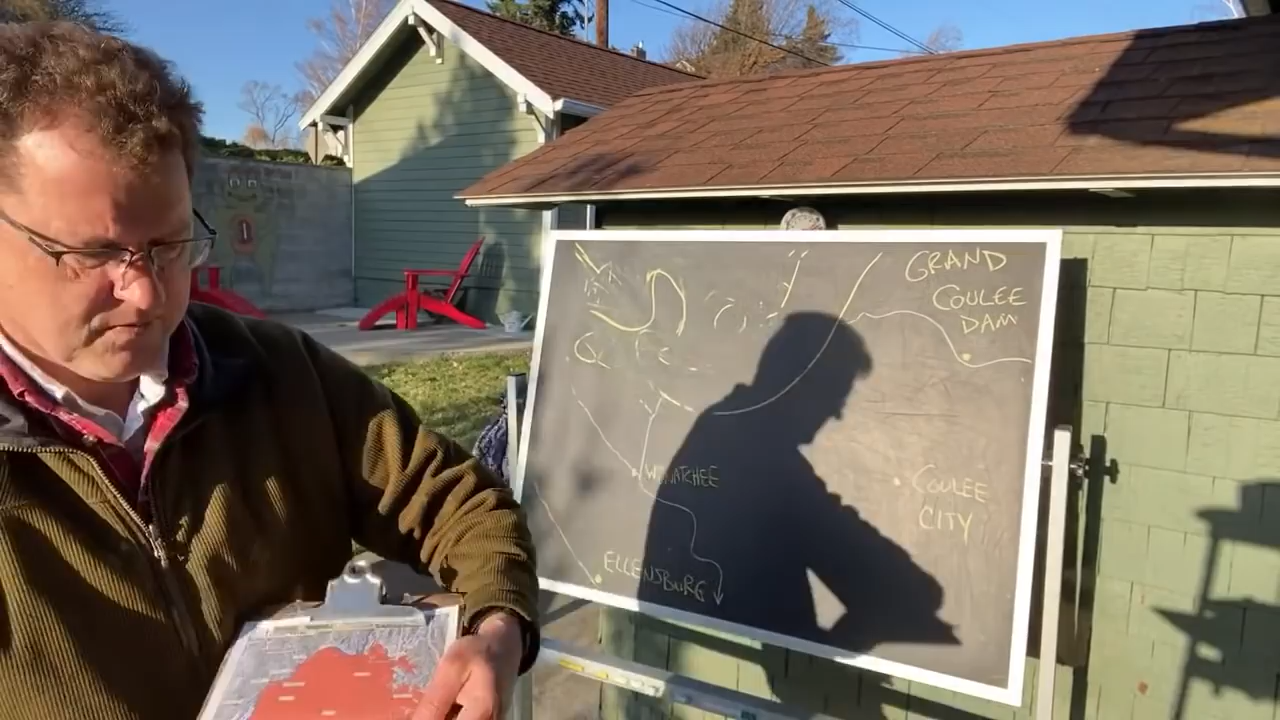 GRAND
COULEE
DAM
WENATCHEE
COULEE
CITY
ELLENSBURG